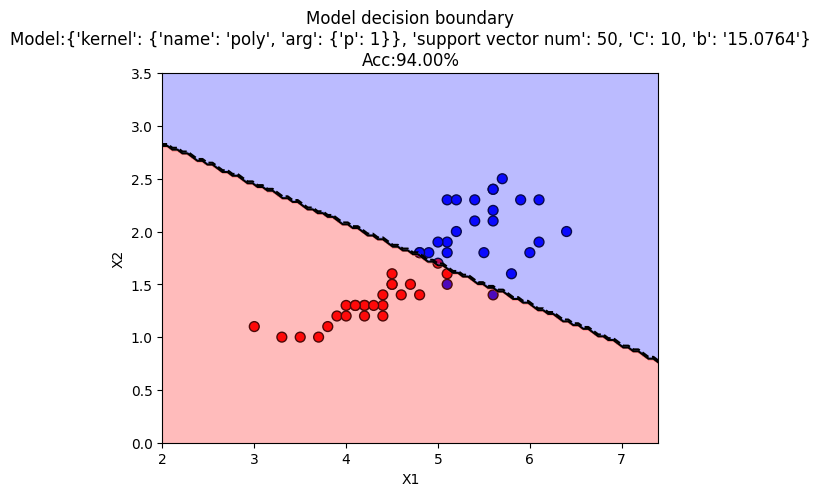 Model decision boundary
Model:{'kernel': {'name': 'poly', 'arg': {'p': 1}}, 'support vector num': 50, 'C': 10, 'b': '15.0764'}
Acc:94.00%
3.5
3.0
2.5
2.0
1.5
1.0
0.5
0.0
X2
2 3 4 5 6 7
X1